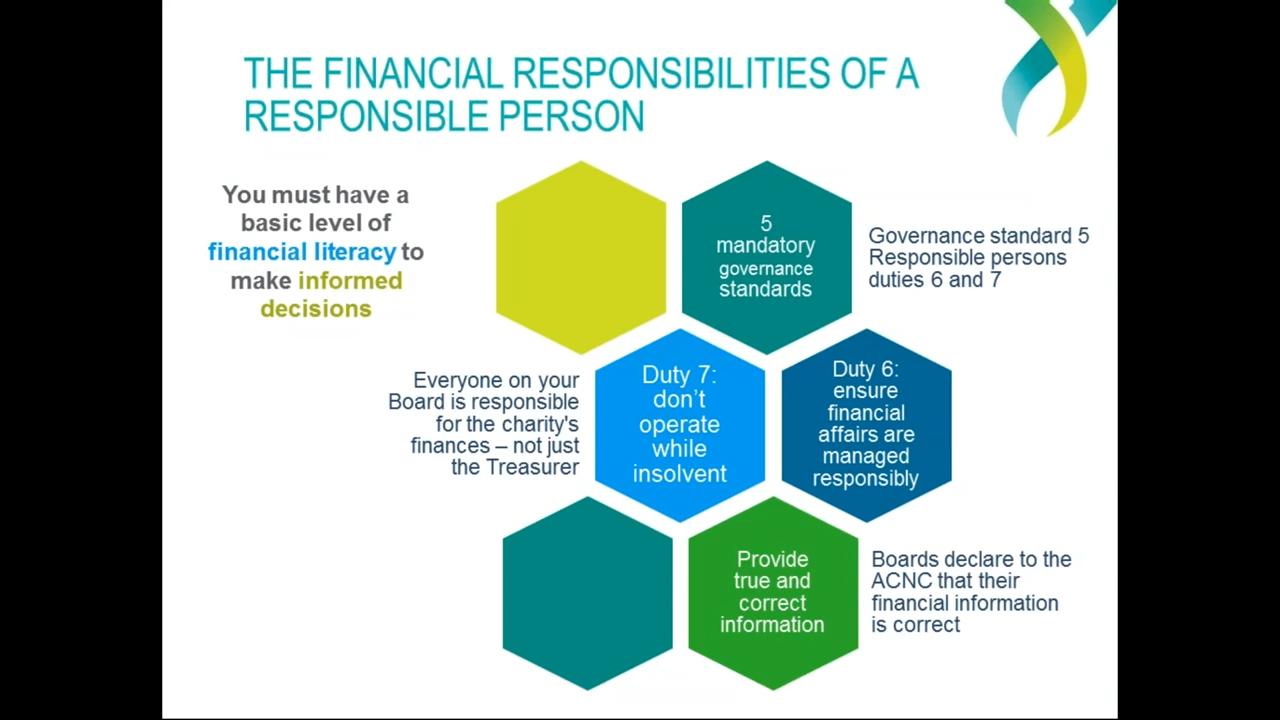 THE FINANCIAL RESPONSIBILITIES OF A
RESPONSIBLE PERSON
You must have a
basic level of
financial literacy to
make informed
decisions
5
mandatory
governance
standards
Governance standard 5
Responsible persons
duties 6 and 7
Everyone on your
Board is responsible
for the charity's
finances – not just
the Treasurer
Duty 7:
don’t
operate
while
insolvent
Duty 6:
ensure
financial
affairs are
managed
responsibly
Provide
true and
correct
information
Boards declare to the
ACNC that their
financial information
is correct